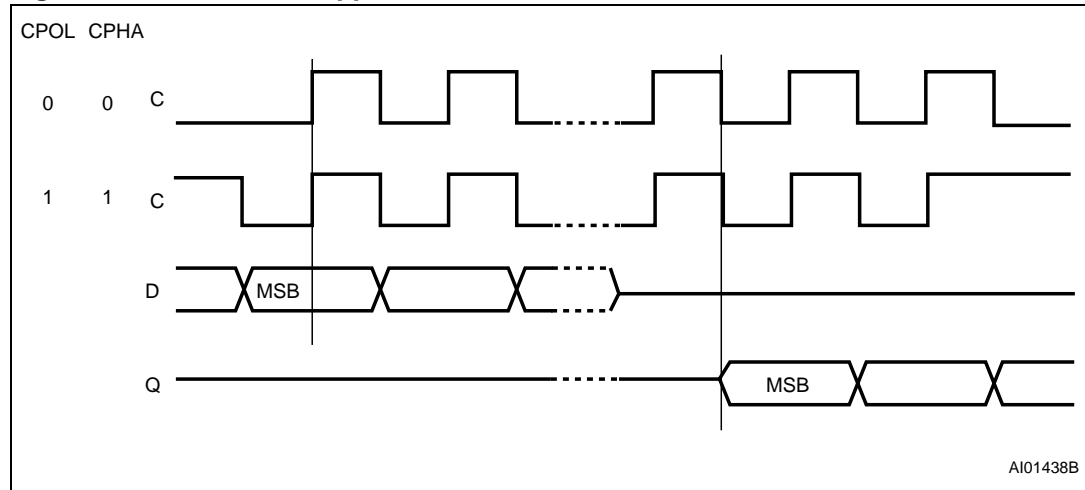 CPOL CPHA
0 0 C
1 1 C
D MSB
Q MSB
AI01438B